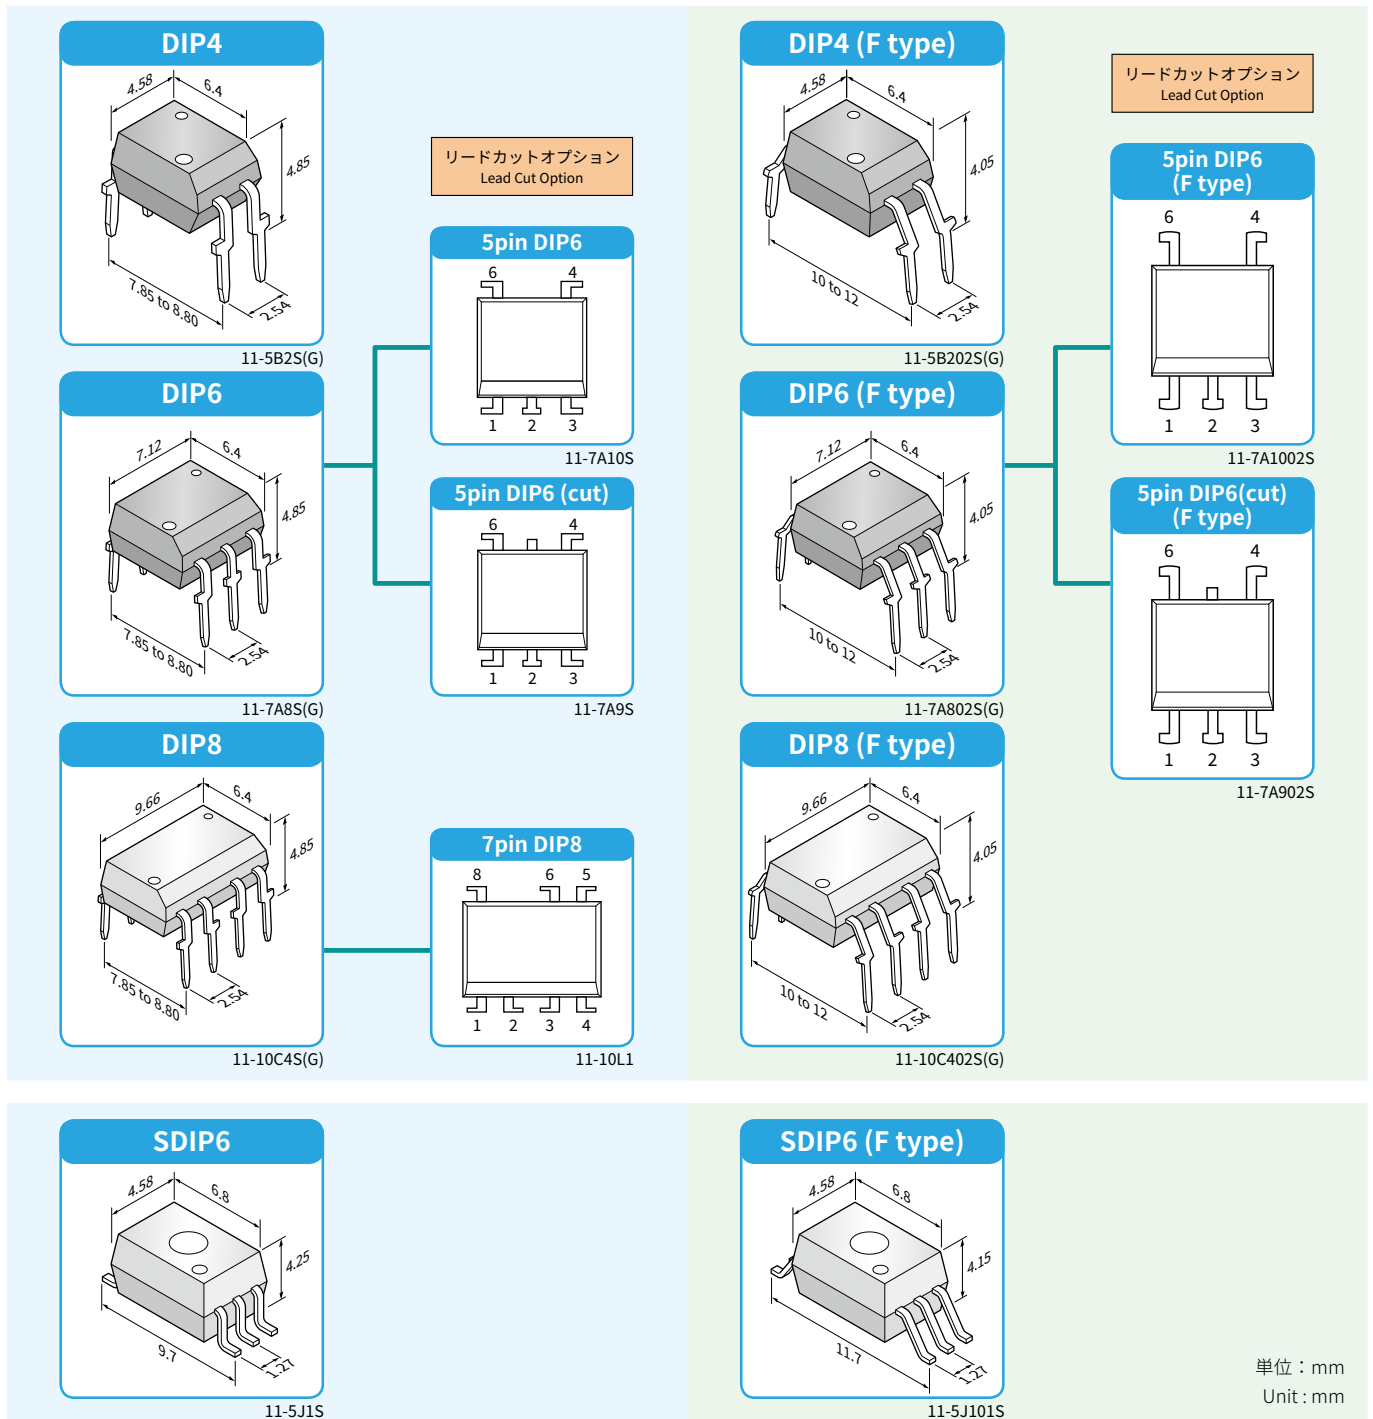 DIP4
4.58
6.4
4.85
7.85 to 8.80
2.54
11-5B2S(G)
DIP6
7.12
6.4
4.85
7.85 to 8.80
2.54
11-7A8S(G)
DIP8
9.66
6.4
4.85
7.85 to 8.80
2.54
11-10C4S(G)
リードカットオプション
Lead Cut Option
5pin DIP6
6 4
1 2 3
11-7A10S
5pin DIP6 (cut)
6 4
1 2 3
11-7A9S
7pin DIP8
8 6 5
1 2 3 4
11-10L1
DIP4 (F type)
4.58
6.4
4.05
10 to 12
2.54
11-5B202S(G)
DIP6 (F type)
7.12
6.4
4.05
10 to 12
2.54
11-7A802S(G)
DIP8 (F type)
9.66
6.4
4.05
10 to 12
2.54
11-10C402S(G)
リードカットオプション
Lead Cut Option
5pin DIP6
(F type)
6 4
1 2 3
11-7A1002S
5pin DIP6(cut)
(F type)
6 4
1 2 3
11-7A902S
SDIP6
4.58
6.8
4.25
9.7
1.27
11-5J1S
SDIP6 (F type)
4.58
6.8
4.15
11.7
1.27
11-5J101S
単位：mm
Unit : mm